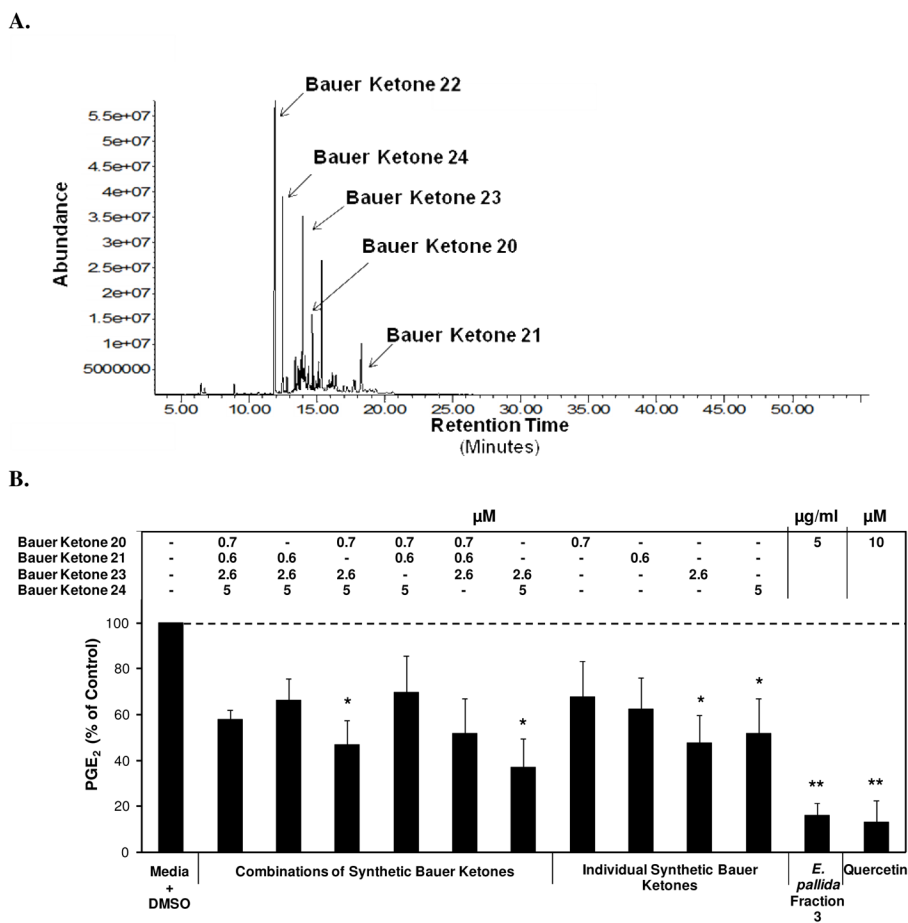 A.
Bauer Ketone 22
Bauer Ketone 24
Bauer Ketone 23
Bauer Ketone 20
Bauer Ketone 21
Abundance
5.5e+07
5e+07
4.5e+07
4e+07
3.5e+07
3e+07
2.5e+07
2e+07
1.5e+07
1e+07
5000000
5.00 10.00 15.00 20.00 25.00 30.00 35.00 40.00 45.00 50.00
Retention Time
(Minutes)
B.
µM µg/ml µM
Bauer Ketone 20 - 0.7 - 0.7 0.7 0.7 - 0.7 - - - 5 10
Bauer Ketone 21 - 0.6 0.6 - 0.6 0.6 - - 0.6 - -
Bauer Ketone 23 - 2.6 2.6 2.6 - 2.6 2.6 - - 2.6 -
Bauer Ketone 24 - 5 5 5 5 - 5 - - - 5
PGE₂ (% of Control)
100
80
60
40
20
0
* * * * ** **
Media + DMSO
Combinations of Synthetic Bauer Ketones
Individual Synthetic Bauer
Ketones
E.
pallida
Fraction
3
Quercetin